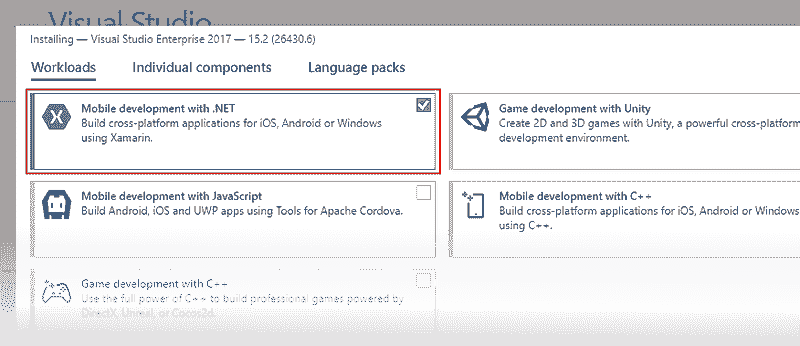 Visual Studio
Installing — Visual Studio Enterprise 2017 — 15.2 (26430.6)
Workloads Individual components Language packs
Mobile development with .NET
Build cross-platform applications for iOS, Android or Windows
using Xamarin.
Game development with Unity
Create 2D and 3D games with Unity, a powerful cross-platform
development environment.
Mobile development with JavaScript
Build Android, iOS and UWP apps using Tools for Apache Cordova.
Mobile development with C++
Build cross-platform applications for iOS, Android or Windows
using C++.
Game development with C++
Use the full power of C++ to build professional games powered by
DirectX, Unreal, or Cocos2d.